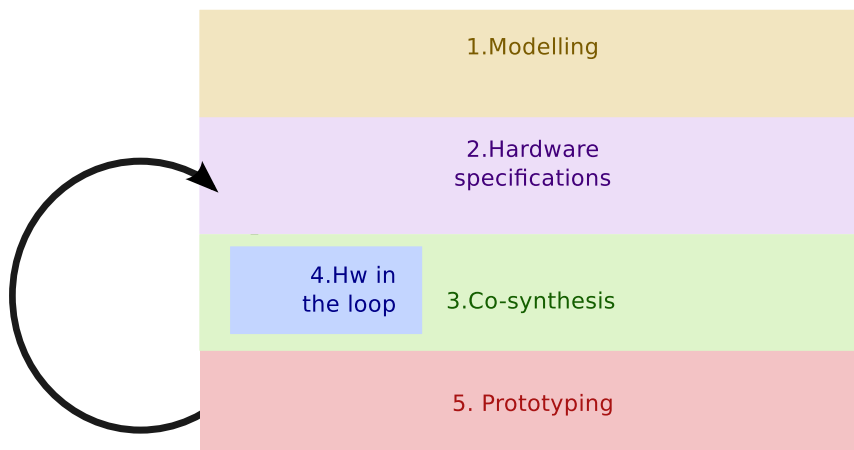 1.Modelling
2.Hardware
specifications
4.Hw in
the loop
3.Co-synthesis
5. Prototyping